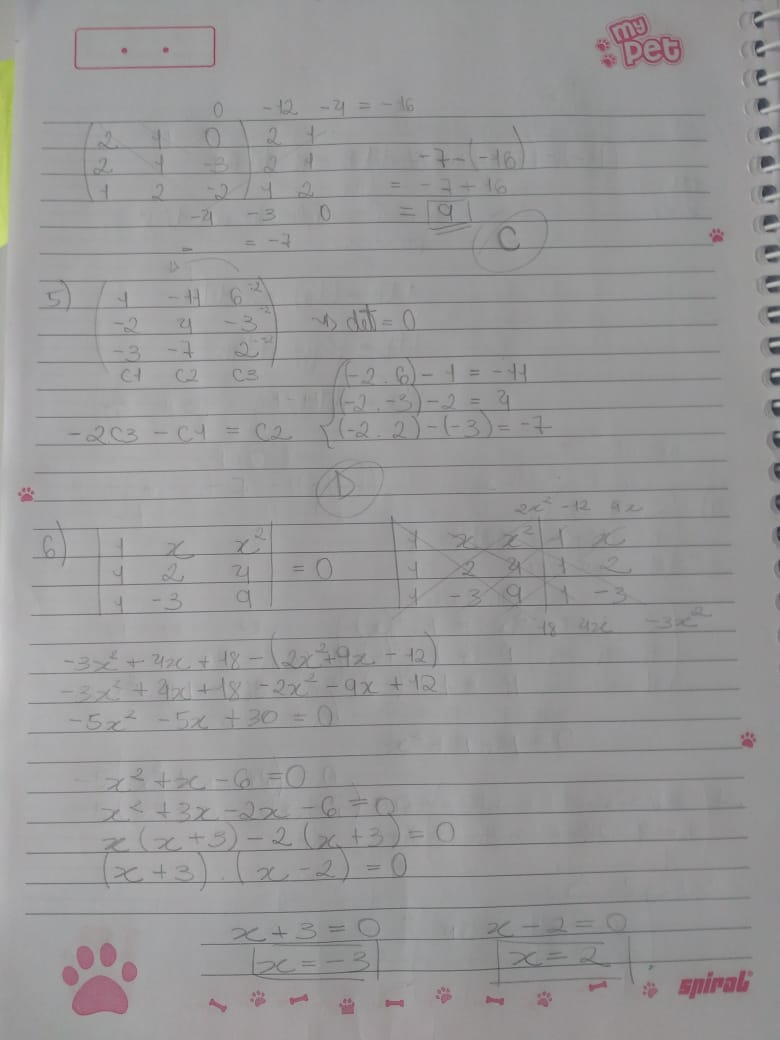 my pet
0 -12 -4 = -16
2 1 0 2 1
2 1 -3 2 1 -7-(-16)
1 2 -2 1 2 = -7+16
-4 -3 0 = 9
= -7 C
5) 1 -11 6
-2 4 -3 det = 0
-3 -7 2
C1 C2 C3 (-2.6) - 1 = -11
(-2.-3) - 2 = 4
-2C3 - C1 = C2 (-2.2) - (-3) = -7
D
2x² -12 9x
6) 1 x x² 1 x x² 1 x
1 2 4 = 0 1 2 4 1 2
1 -3 9 1 -3 9 1 -3
18 4x -3x²
-3x² + 4x + 18 - (2x² + 9x - 12)
-3x² + 4x + 18 - 2x² - 9x + 12
-5x² - 5x + 30 = 0
x² + x - 6 = 0
x² + 3x - 2x - 6 = 0
x(x + 3) - 2(x + 3) = 0
(x + 3) . (x - 2) = 0
x + 3 = 0 x - 2 = 0
x = -3 x = 2
spiral